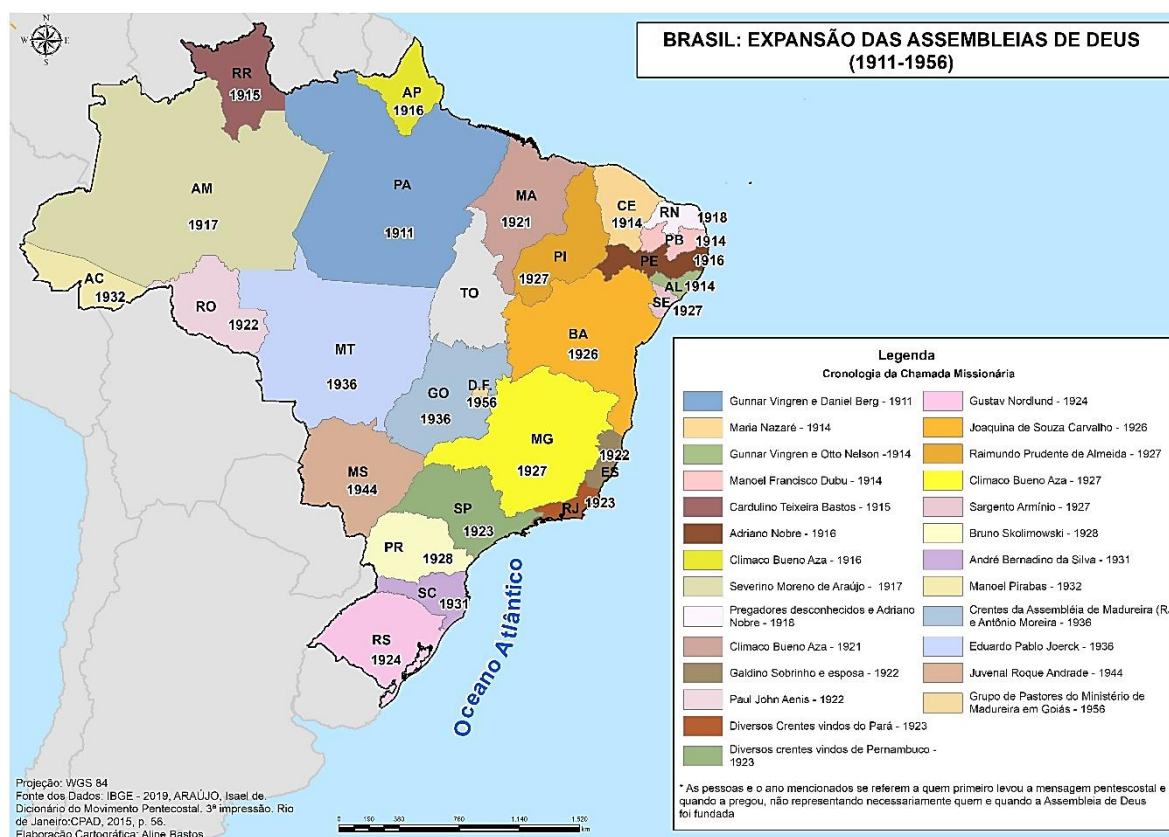 N
W E
S
BRASIL: EXPANSÃO DAS ASSEMBLEIAS DE DEUS
(1911-1956)
RR
1915
AP
1916
AM
1917
PA
1911
MA
1921
CE
1914
RN
1918
PB
1914
PE
1916
PI
1927
AL
1914
SE
1927
AC
1932
RO
1922
TO
BA
1926
MT
1936
GO
1936
D.F.
1956
MG
1927
1922
ES
MS
1944
SP
1923
RJ
1923
PR
1928
SC
1931
RS
1924
Oceano Atlântico
Legenda
Cronologia da Chamada Missionária
Gunnar Vingren e Daniel Berg - 1911
Maria Nazaré - 1914
Gunnar Vingren e Otto Nelson -1914
Manoel Francisco Dubu - 1914
Cardulino Teixeira Bastos - 1915
Adriano Nobre - 1916
Climaco Bueno Aza - 1916
Severino Moreno de Araújo - 1917
Pregadores desconhecidos e Adriano
Nobre - 1918
Climaco Bueno Aza - 1921
Galdino Sobrinho e esposa - 1922
Paul John Aenis - 1922
Diversos Crentes vindos do Pará - 1923
Diversos crentes vindos de Pernambuco -
1923
Gustav Nordlund - 1924
Joaquina de Souza Carvalho - 1926
Raimundo Prudente de Almeida - 1927
Climaco Bueno Aza - 1927
Sargento Armínio - 1927
Bruno Skolimowski - 1928
André Bernadino da Silva - 1931
Manoel Pirabas - 1932
Crentes da Assembléia de Madureira (RJ
e Antônio Moreira - 1936
Eduardo Pablo Joerck - 1936
Juvenal Roque Andrade - 1944
Grupo de Pastores do Ministério de
Madureira em Goiás - 1956
* As pessoas e o ano mencionados se referem a quem primeiro levou a mensagem pentescostal e
quando a pregou, não representando necessariamente quem e quando a Assembleia de Deus
foi fundada
Projeção: WGS 84
Fonte dos Dados: IBGE - 2019, ARAÚJO, Isael de.
Dicionário do Movimento Pentecostal. 3ª impressão. Rio
de Janeiro:CPAD, 2015, p. 56.
Elaboração Cartográfica: Aline Bastos
0 190 380 760 1.140 1.520
km